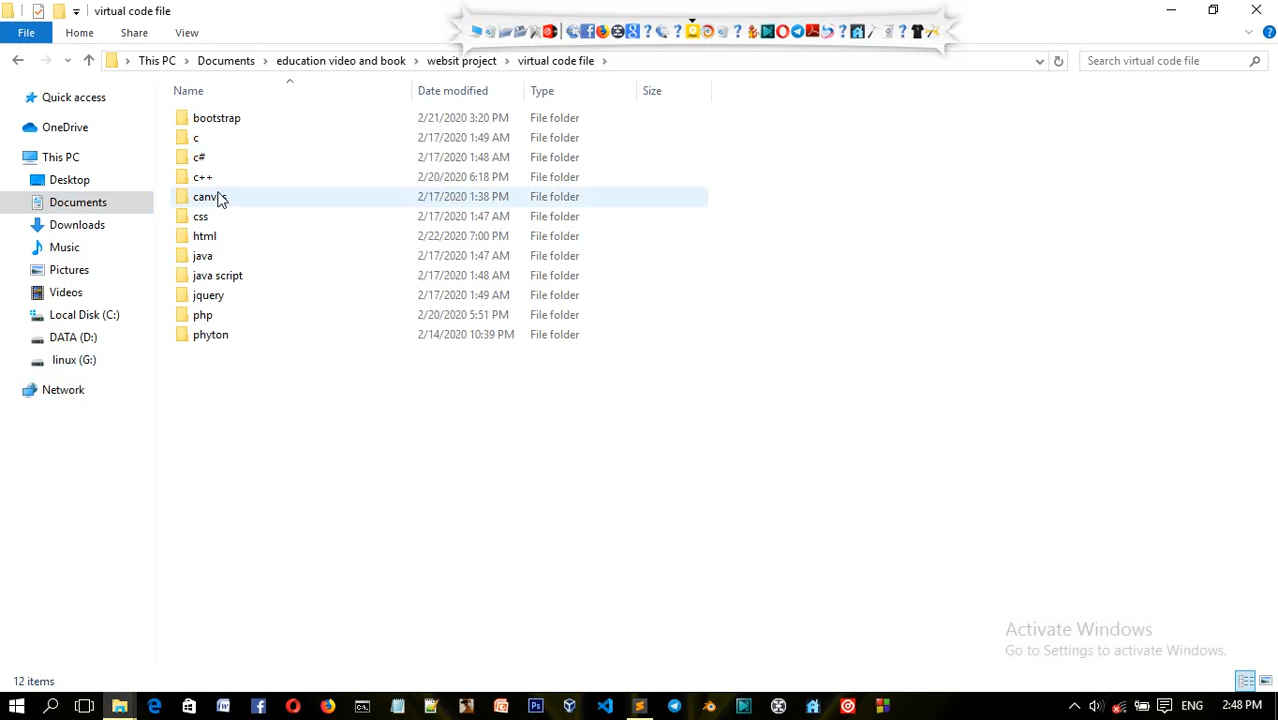 virtual code file
File Home Share View
This PC Documents education video and book websit project virtual code file Search virtual code file
Name Date modified Type Size
Quick access
OneDrive
This PC
Desktop
Documents
Downloads
Music
Pictures
Videos
Local Disk (C:)
DATA (D:)
linux (G:)
Network
bootstrap 2/21/2020 3:20 PM File folder
c 2/17/2020 1:49 AM File folder
c# 2/17/2020 1:48 AM File folder
c++ 2/20/2020 6:18 PM File folder
2/17/2020 1:38 PM File folder
css 2/17/2020 1:47 AM File folder
html 2/22/2020 7:00 PM File folder
java 2/17/2020 1:47 AM File folder
java script 2/17/2020 1:48 AM File folder
jquery 2/17/2020 1:49 AM File folder
php 2/20/2020 5:51 PM File folder
phyton 2/14/2020 10:39 PM File folder
Activate Windows
Go to Settings to activate Windows.
12 items
ENG 2:48 PM